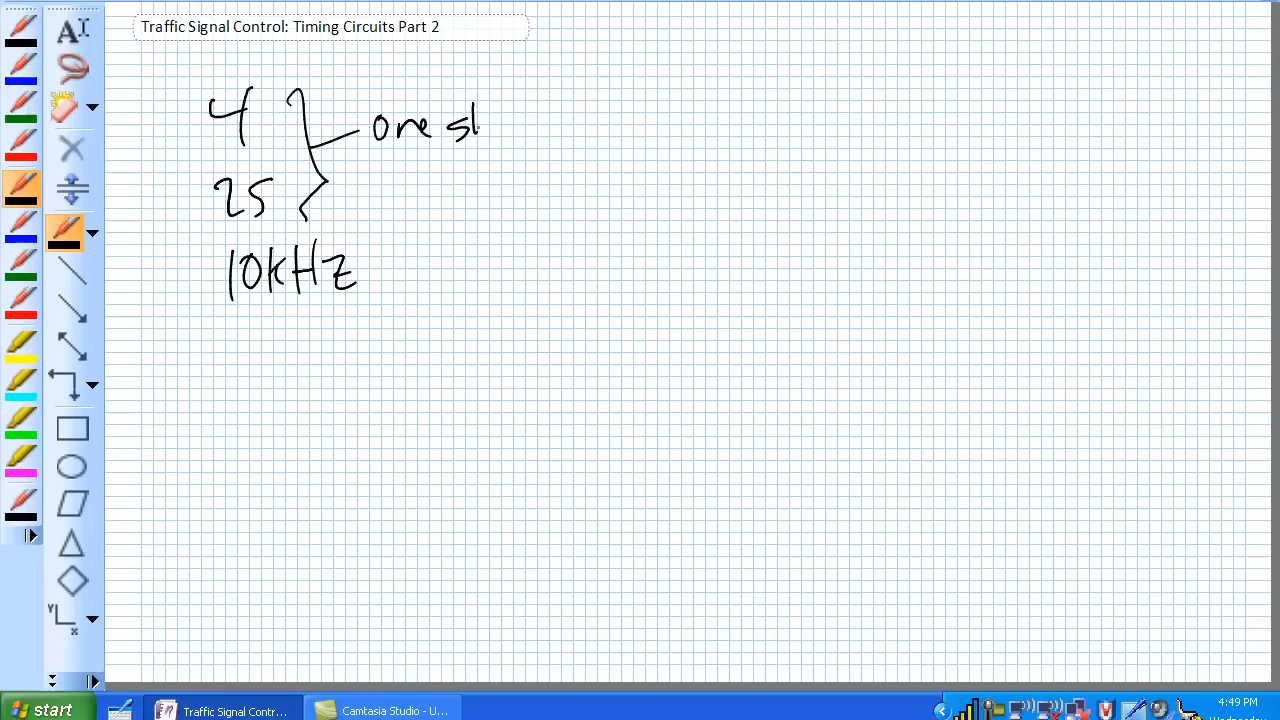 Traffic Signal Control: Timing Circuits Part 2
4
one
25
10kHz
start
Traffic Signal Contr...
Camtasia Studio - U...
4:49 PM